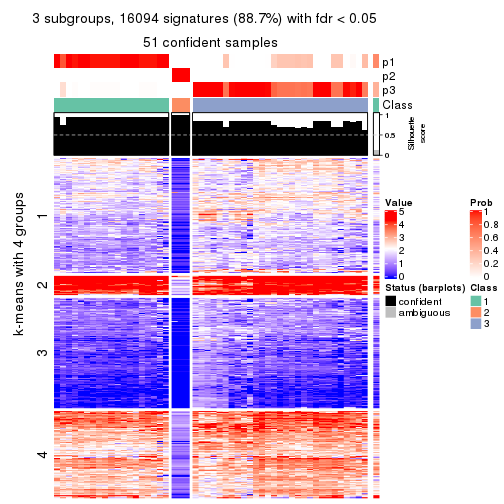 3 subgroups, 16094 signatures (88.7%) with fdr < 0.05
51 confident samples
p1
p2
p3
Class
1
0.5
0
Silhouette
score
k-means with 4 groups
1
2
3
4
Value
5
4
3
2
1
0
Prob
1
0.8
0.6
0.4
0.2
0
Status (barplots)
confident
ambiguous
Class
1
2
3